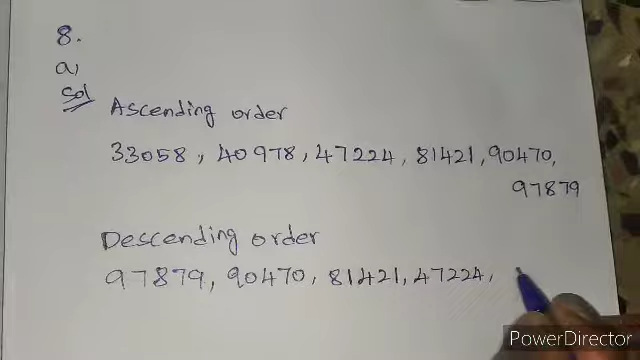 8.
a,
Sol
Ascending order
33058, 40978, 47224, 81421, 90470,
97879
Descending order
97879, 90470, 81421, 47224,
PowerDirector